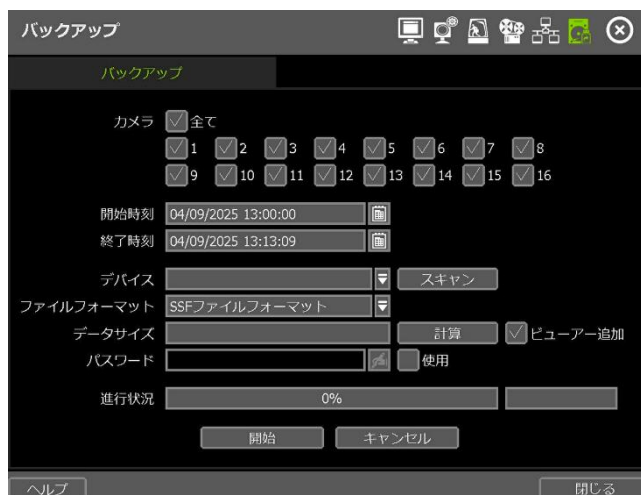 バックアップ
バックアップ
カメラ 全て
1 2 3 4 5 6 7 8
9 10 11 12 13 14 15 16
開始時刻 04/09/2025 13:00:00
終了時刻 04/09/2025 13:13:09
デバイス スキャン
ファイルフォーマット SSFファイルフォーマット
データサイズ 計算 ビューアー追加
パスワード 使用
進行状況 0%
開始 キャンセル
ヘルプ 閉じる